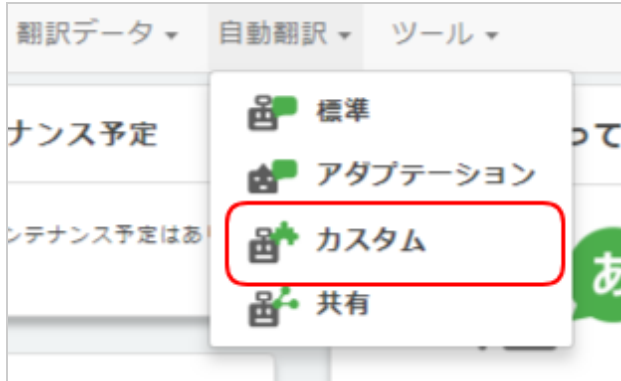 翻訳データ 自動翻訳 ツール
標準
ナンス予定
アダプテーション
ンテナンス予定はあ
カスタム
共有
って
あ